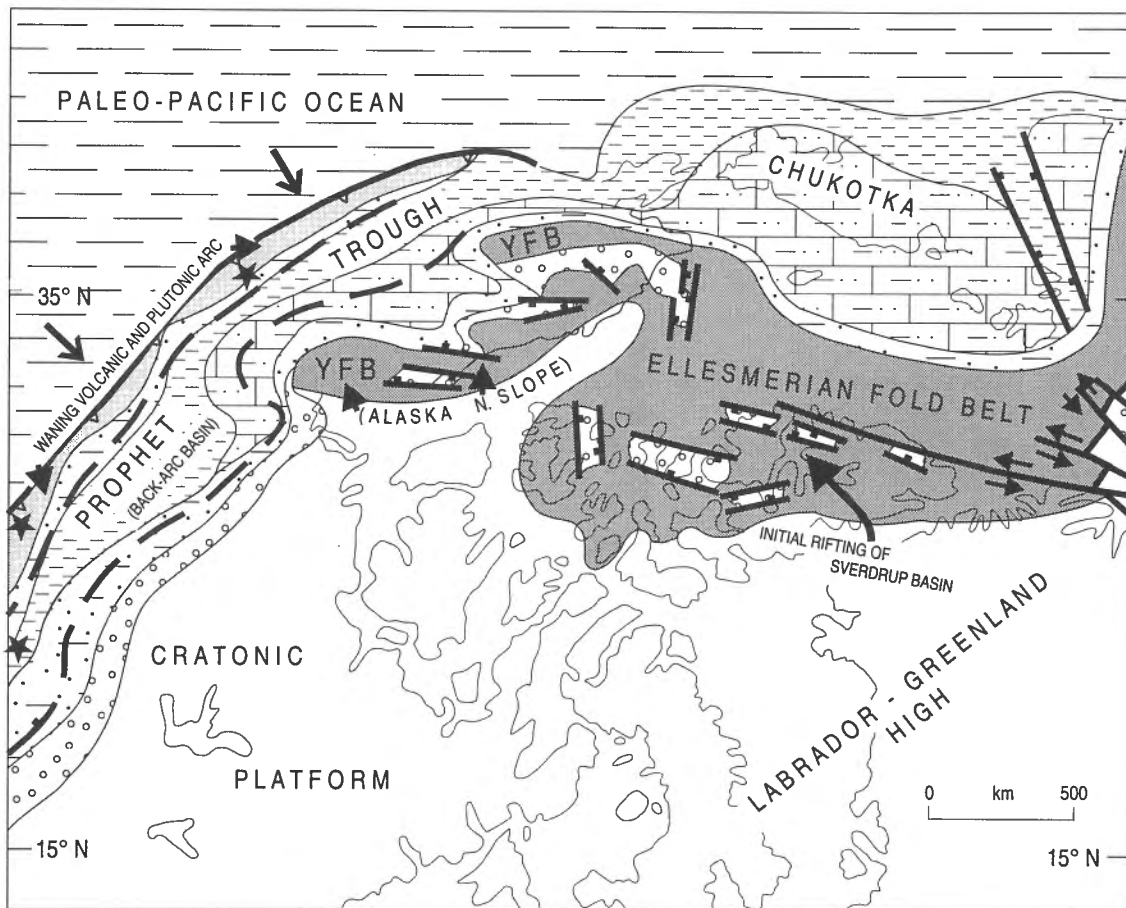 PALEO-PACIFIC OCEAN
CHUKOTKA
TROUGH
YFB
WANING VOLCANIC AND PLUTONIC ARC
35° N
YFB
ELLESMERIAN FOLD BELT
(ALASKA N. SLOPE)
PROPHET
(BACK-ARC BASIN)
INITIAL RIFTING OF
SVERDRUP BASIN
CRATONIC
PLATFORM
LABRADOR - GREENLAND
HIGH
0 km 500
15° N
15° N